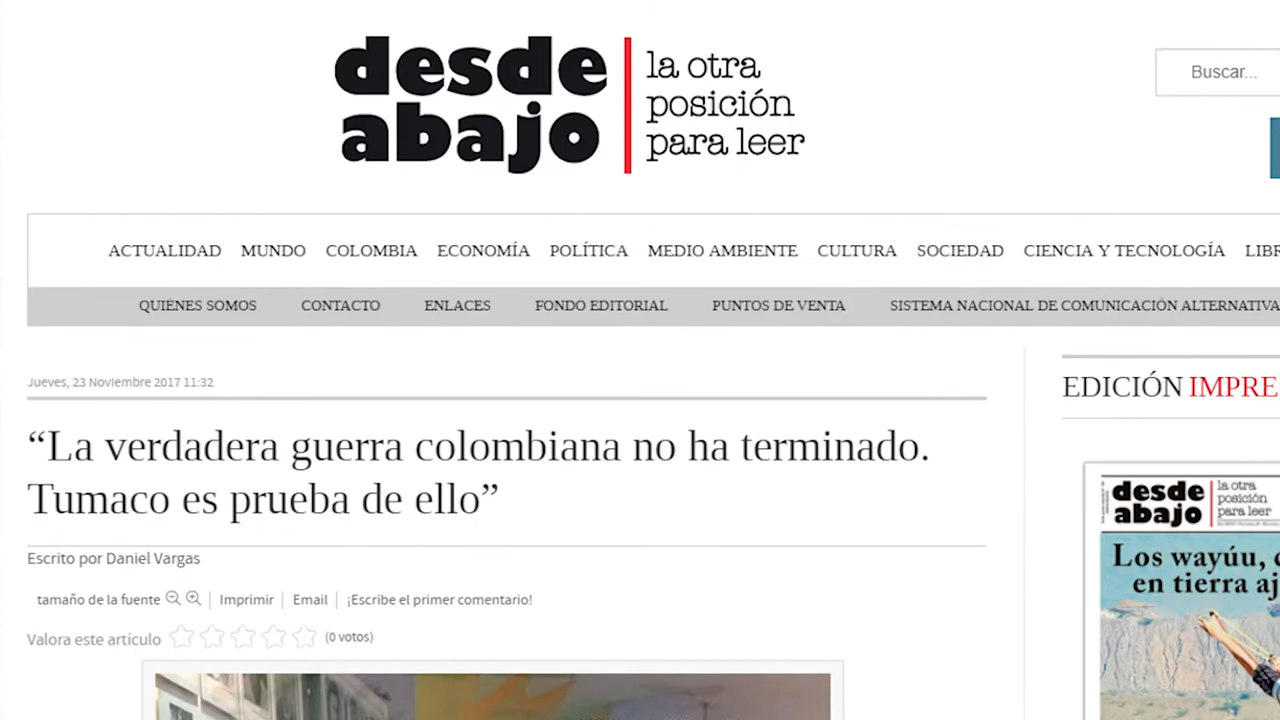 desde
abajo
la otra
posición
para leer
Buscar...
ACTUALIDAD MUNDO COLOMBIA ECONOMÍA POLÍTICA MEDIO AMBIENTE CULTURA SOCIEDAD CIENCIA Y TECNOLOGÍA LIBR
QUIÉNES SOMOS CONTACTO ENLACES FONDO EDITORIAL PUNTOS DE VENTA SISTEMA NACIONAL DE COMUNICACIÓN ALTERNATIVA
Jueves, 23 Noviembre 2017 11:32
“La verdadera guerra colombiana no ha terminado.
Tumaco es prueba de ello”
Escrito por Daniel Vargas
tamaño de la fuente | Imprimir | Email | ¡Escribe el primer comentario!
Valora este artículo (0 votos)
EDICIÓN IMPRE
desde
abajo
la otra
posición
para leer
Los wayúu,
en tierra aj